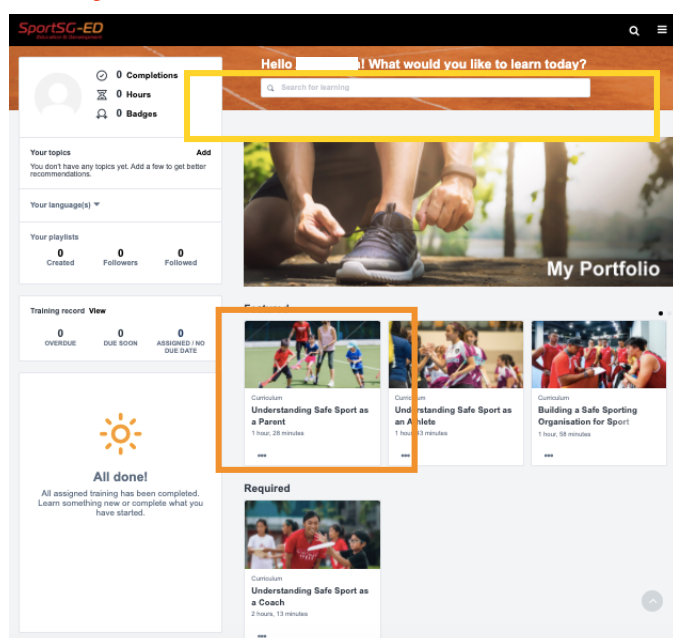 SportSG-ED
Education & Development
Hello ! What would you like to learn today?
Search for learning
0 Completions
0 Hours
0 Badges
Your topics Add
You don't have any topics yet. Add a few to get better
recommendations.
Your language(s)
Your playlists
0 0 0
Created Followers Followed
My Portfolio
Training record View
0 0 0
OVERDUE DUE SOON ASSIGNED / NO
DUE DATE
All done!
All assigned training has been completed.
Learn something new or complete what you
have started.
Featured
Curriculum
Understanding Safe Sport as
a Parent
1 hour, 28 minutes
Curriculum
Understanding Safe Sport as
an Athlete
1 hour, 43 minutes
Curriculum
Building a Safe Sporting
Organisation for Sport
1 hour, 58 minutes
Required
Curriculum
Understanding Safe Sport as
a Coach
2 hours, 13 minutes